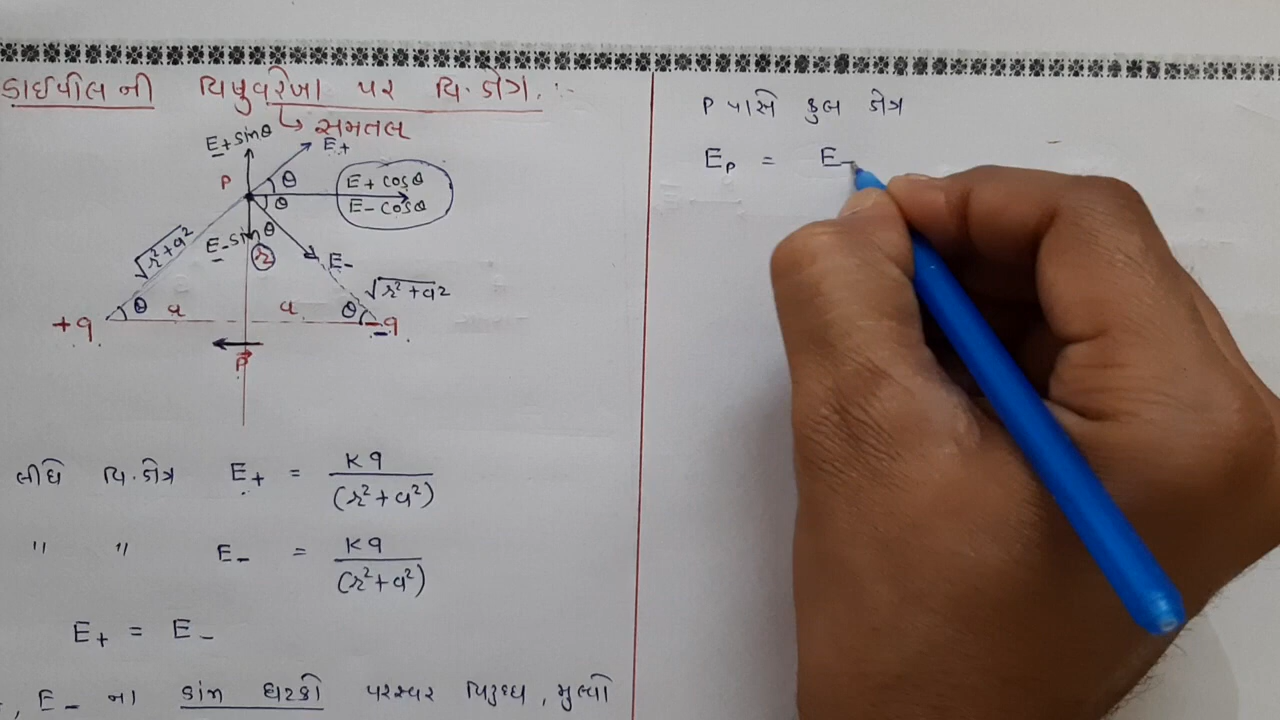 ડાઈપોલ ની વિષુવરેખા પર વિ. ક્ષેત્ર.
↳ સમતલ
E+ sinθ
E+
P
θ
E+ cosθ
θ
E- cosθ
√r²+a²
E- sinθ
r
E-
√r²+a²
θ
a
a
θ
+q
-q
P⃗
લીધે વિ. ક્ષેત્ર E+ = Kq / (r²+a²)
" " E- = Kq / (r²+a²)
E+ = E-
, E- ના sin ઘટકો પરસ્પર વિરુધ્ધ, મુલ્યો
P પાસે કુલ ક્ષેત્ર
Ep = E-